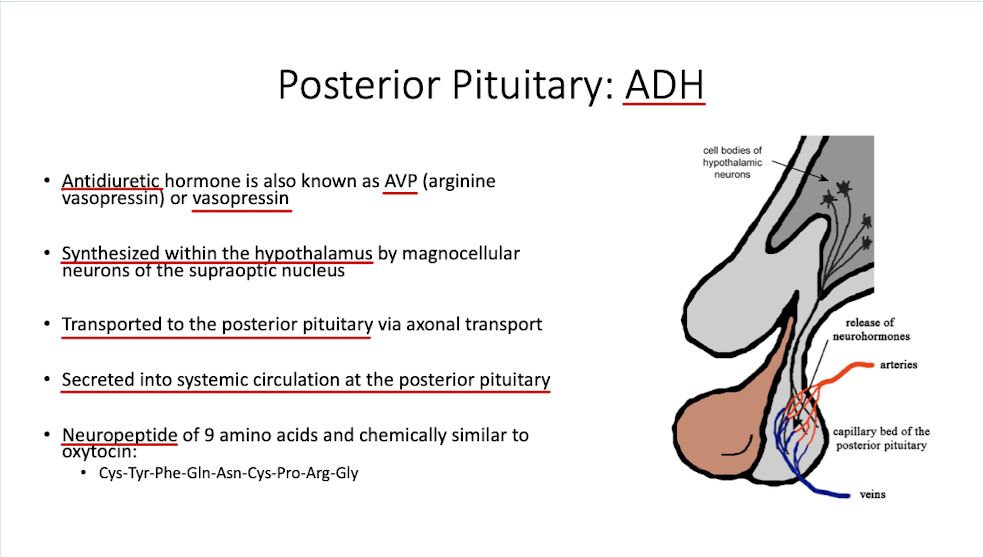 Posterior Pituitary: ADH
• Antidiuretic hormone is also known as AVP (arginine
vasopressin) or vasopressin
• Synthesized within the hypothalamus by magnocellular
neurons of the supraoptic nucleus
• Transported to the posterior pituitary via axonal transport
• Secreted into systemic circulation at the posterior pituitary
• Neuropeptide of 9 amino acids and chemically similar to
oxytocin:
• Cys-Tyr-Phe-Gln-Asn-Cys-Pro-Arg-Gly
cell bodies of
hypothalamic
neurons
release of
neurohormones
arteries
capillary bed of the
posterior pituitary
veins